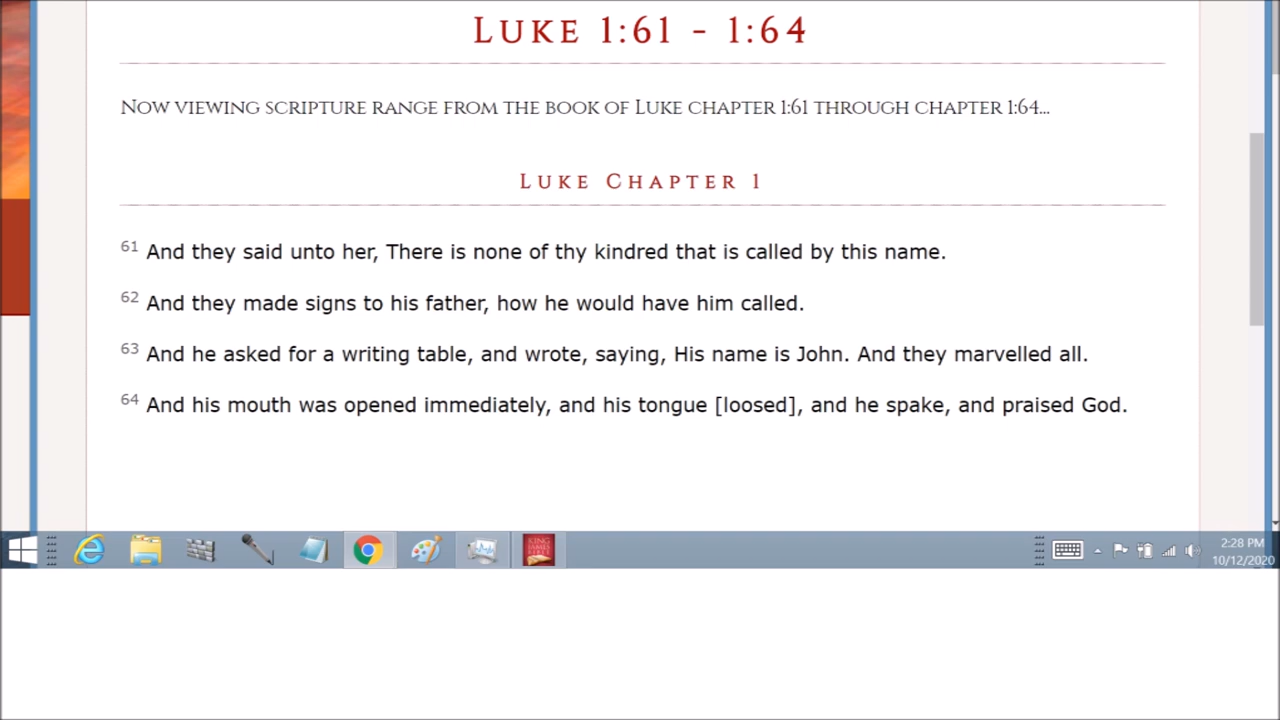 Luke 1:61 - 1:64
Now viewing scripture range from the book of Luke chapter 1:61 through chapter 1:64...
Luke Chapter 1
61 And they said unto her, There is none of thy kindred that is called by this name.
62 And they made signs to his father, how he would have him called.
63 And he asked for a writing table, and wrote, saying, His name is John. And they marvelled all.
64 And his mouth was opened immediately, and his tongue [loosed], and he spake, and praised God.
KING
JAMES
BIBLE
2:28 PM
10/12/2020